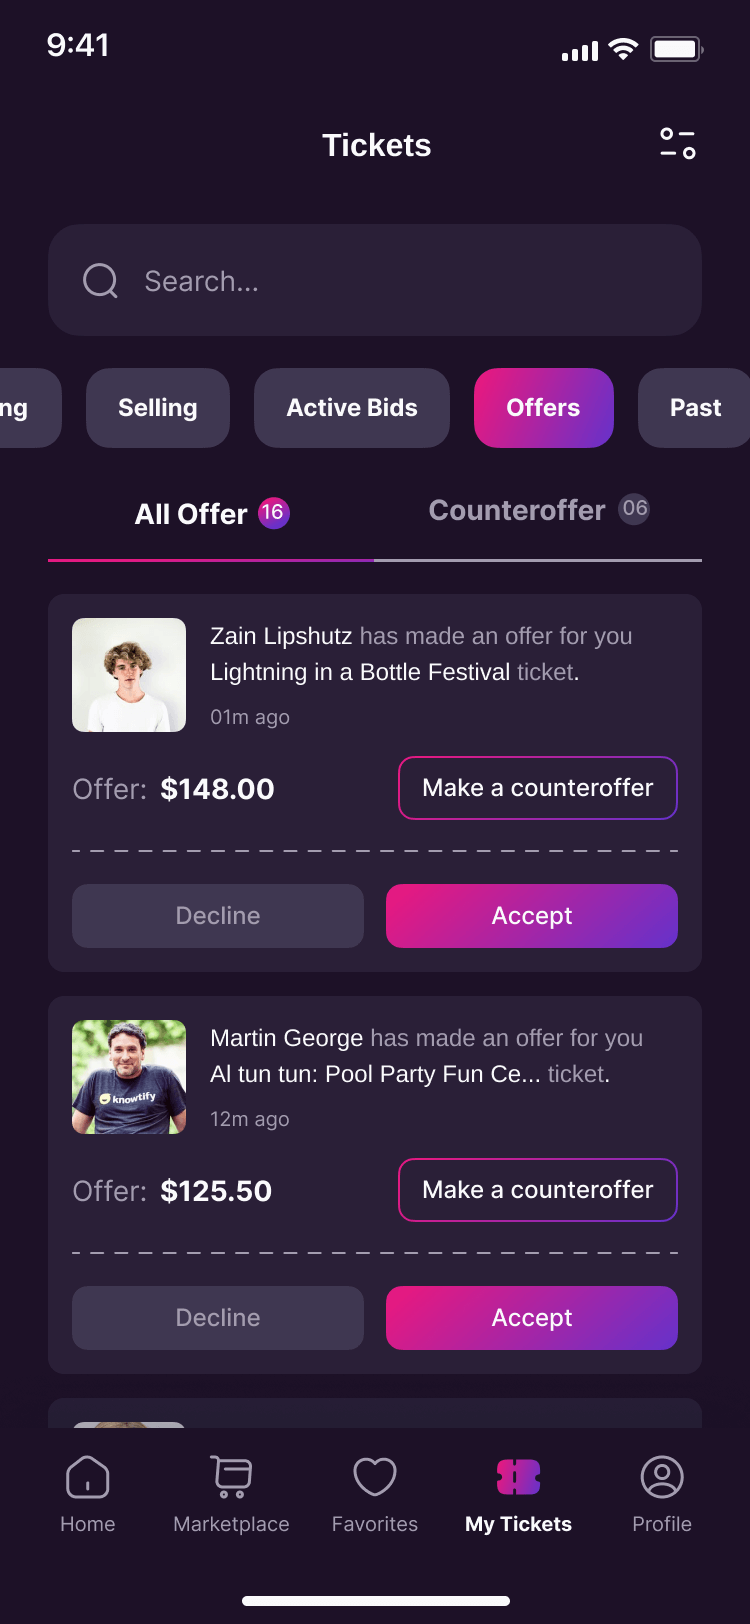 9:41
Tickets
Search...
ng
Selling
Active Bids
Offers
Past
All Offer 16
Counteroffer 06
Zain Lipshutz has made an offer for you
Lightning in a Bottle Festival ticket.
01m ago
Offer: $148.00
Make a counteroffer
Decline
Accept
knowtify
Martin George has made an offer for you
Al tun tun: Pool Party Fun Ce... ticket.
12m ago
Offer: $125.50
Make a counteroffer
Decline
Accept
Home
Marketplace
Favorites
My Tickets
Profile